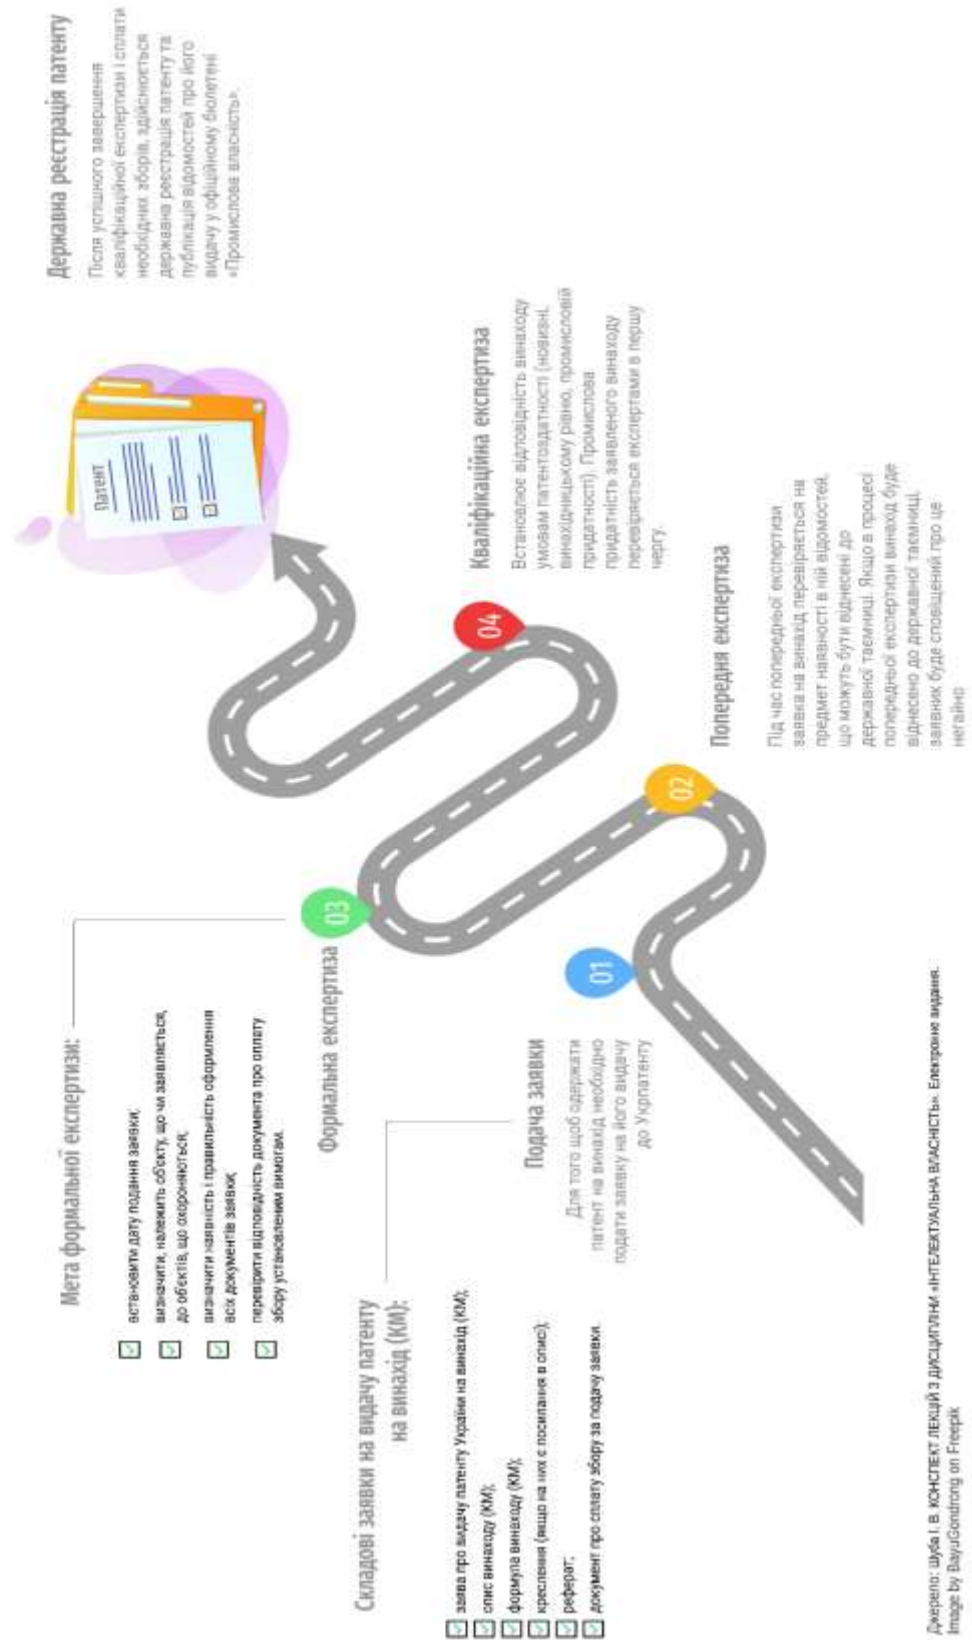 Мета формальної експертизи:
встановити дату подання заявки;
визначити, належить об'єкту, що чи заявляється,
до об'єктів, що охороняються;
визначити наявність і правильність оформлення
всіх документів заявки;
перевірити відповідність документа про оплату
збору установленим вимогам.
Складові заявки на видачу патенту
на винахід (КМ):
заява про видачу патенту України на винахід (КМ);
опис винаходу (КМ);
формула винаходу (КМ);
креслення (якщо на них є посилання в описі);
реферат;
документ про сплату збору за подачу заявки.
01
Подача заявки
Для того щоб одержати
патент на винахід необхідно
подати заявку на його видачу
до Укрпатенту
02
Попередня експертиза
Під час попередньої експертизи
заявка на винахід перевіряється на
предмет наявності в ній відомостей,
що можуть бути віднесені до
державної таємниці. Якщо в процесі
попередньої експертизи винахід буде
віднесено до державної таємниці,
заявник буде сповіщений про це
негайно
03
Формальна експертиза
04
Кваліфікаційна експертиза
Встановлює відповідність винаходу
умовам патентоздатності (новизні,
винахідницькому рівню, промисловій
придатності). Промислова
придатність заявленого винаходу
перевіряється експертами в першу
чергу.
Патент
Державна реєстрація патенту
Після успішного завершення
кваліфікаційної експертизи і сплати
необхідних зборів, здійснюється
державна реєстрація патенту та
публікація відомостей про його
видачу у офіційному бюлетені
«Промислова власність».
Джерело: Шуба І. В. КОНСПЕКТ ЛЕКЦІЙ З ДИСЦИПЛІНИ «ІНТЕЛЕКТУАЛЬНА ВЛАСНІСТЬ». Електронне видання.
Image by BayuGondrong on Freepik